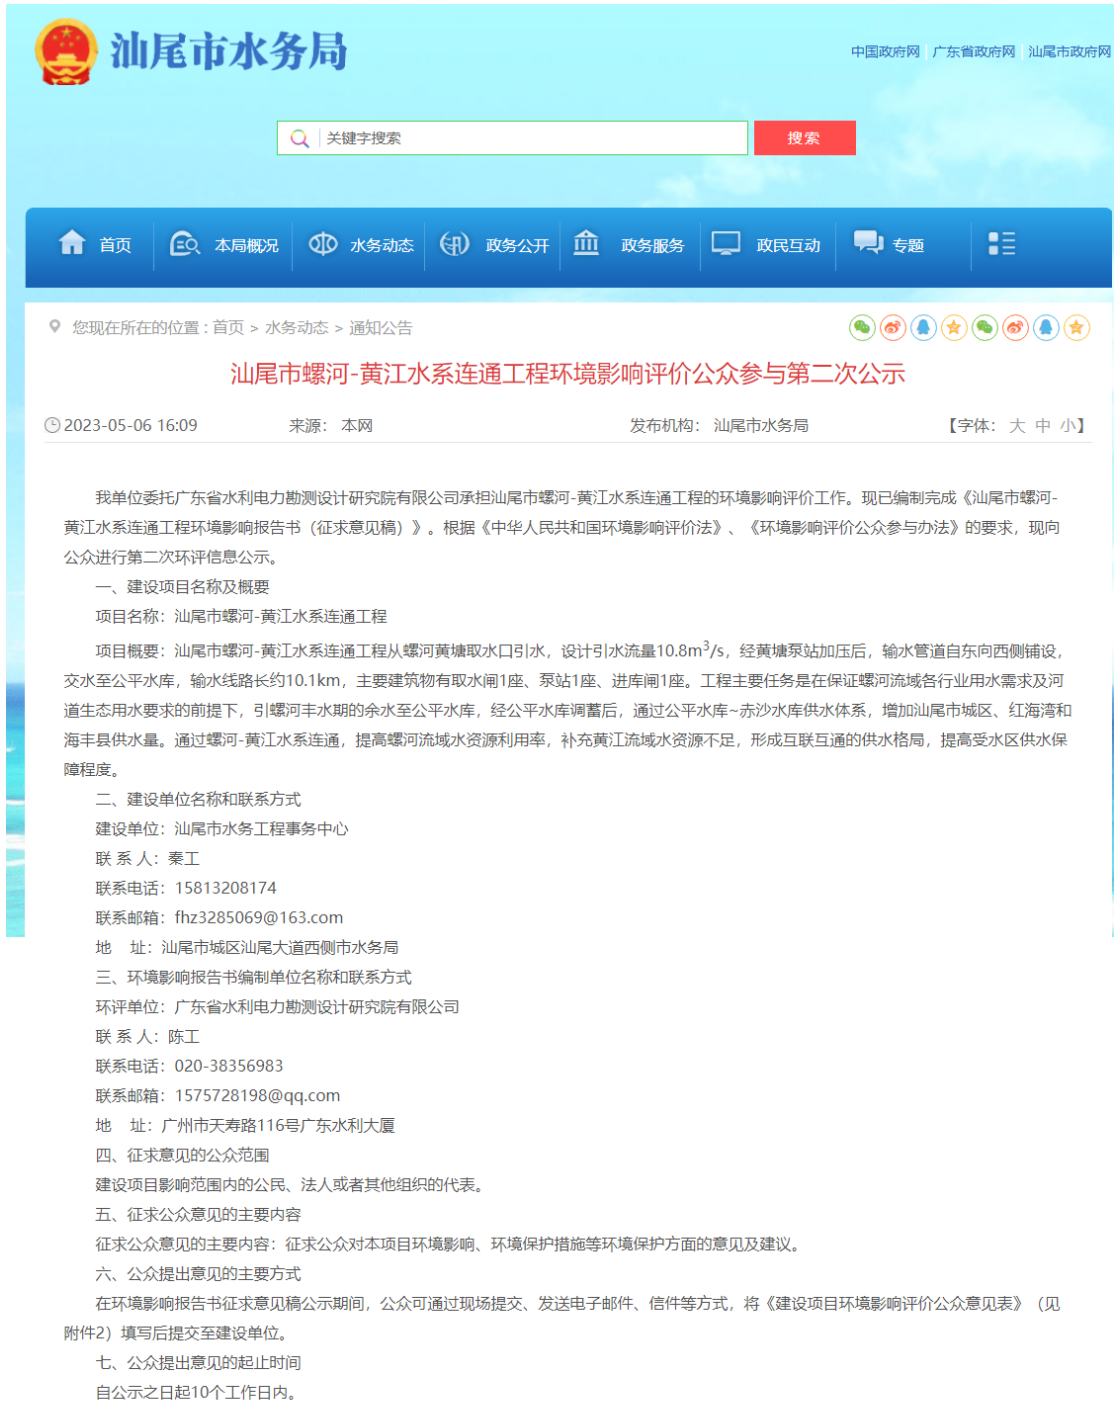 汕尾市水务局
中国政府网 | 广东省政府网 | 汕尾市政府网
关键字搜索
搜索
首页 本局概况 水务动态 政务公开 政务服务 政民互动 专题
您现在所在的位置 : 首页 > 水务动态 > 通知公告
汕尾市螺河-黄江水系连通工程环境影响评价公众参与第二次公示
2023-05-06 16:09 来源： 本网 发布机构： 汕尾市水务局 【字体： 大 中 小】
我单位委托广东省水利电力勘测设计研究院有限公司承担汕尾市螺河-黄江水系连通工程的环境影响评价工作。现已编制完成《汕尾市螺河-
黄江水系连通工程环境影响报告书（征求意见稿）》。根据《中华人民共和国环境影响评价法》、《环境影响评价公众参与办法》的要求，现向
公众进行第二次环评信息公示。
一、建设项目名称及概要
项目名称：汕尾市螺河-黄江水系连通工程
项目概要：汕尾市螺河-黄江水系连通工程从螺河黄塘取水口引水，设计引水流量10.8m³/s，经黄塘泵站加压后，输水管道自东向西侧铺设，
交水至公平水库，输水线路长约10.1km，主要建筑物有取水闸1座、泵站1座、进库闸1座。工程主要任务是在保证螺河流域各行业用水需求及河
道生态用水要求的前提下，引螺河丰水期的余水至公平水库，经公平水库调蓄后，通过公平水库~赤沙水库供水体系，增加汕尾市城区、红海湾和
海丰县供水量。通过螺河-黄江水系连通，提高螺河流域水资源利用率，补充黄江流域水资源不足，形成互联互通的供水格局，提高受水区供水保
障程度。
二、建设单位名称和联系方式
建设单位：汕尾市水务工程事务中心
联 系 人：秦工
联系电话：15813208174
联系邮箱：fhz3285069@163.com
地 址：汕尾市城区汕尾大道西侧市水务局
三、环境影响报告书编制单位名称和联系方式
环评单位：广东省水利电力勘测设计研究院有限公司
联 系 人：陈工
联系电话：020-38356983
联系邮箱：1575728198@qq.com
地 址：广州市天寿路116号广东水利大厦
四、征求意见的公众范围
建设项目影响范围内的公民、法人或者其他组织的代表。
五、征求公众意见的主要内容
征求公众意见的主要内容：征求公众对本项目环境影响、环境保护措施等环境保护方面的意见及建议。
六、公众提出意见的主要方式
在环境影响报告书征求意见稿公示期间，公众可通过现场提交、发送电子邮件、信件等方式，将《建设项目环境影响评价公众意见表》（见
附件2）填写后提交至建设单位。
七、公众提出意见的起止时间
自公示之日起10个工作日内。